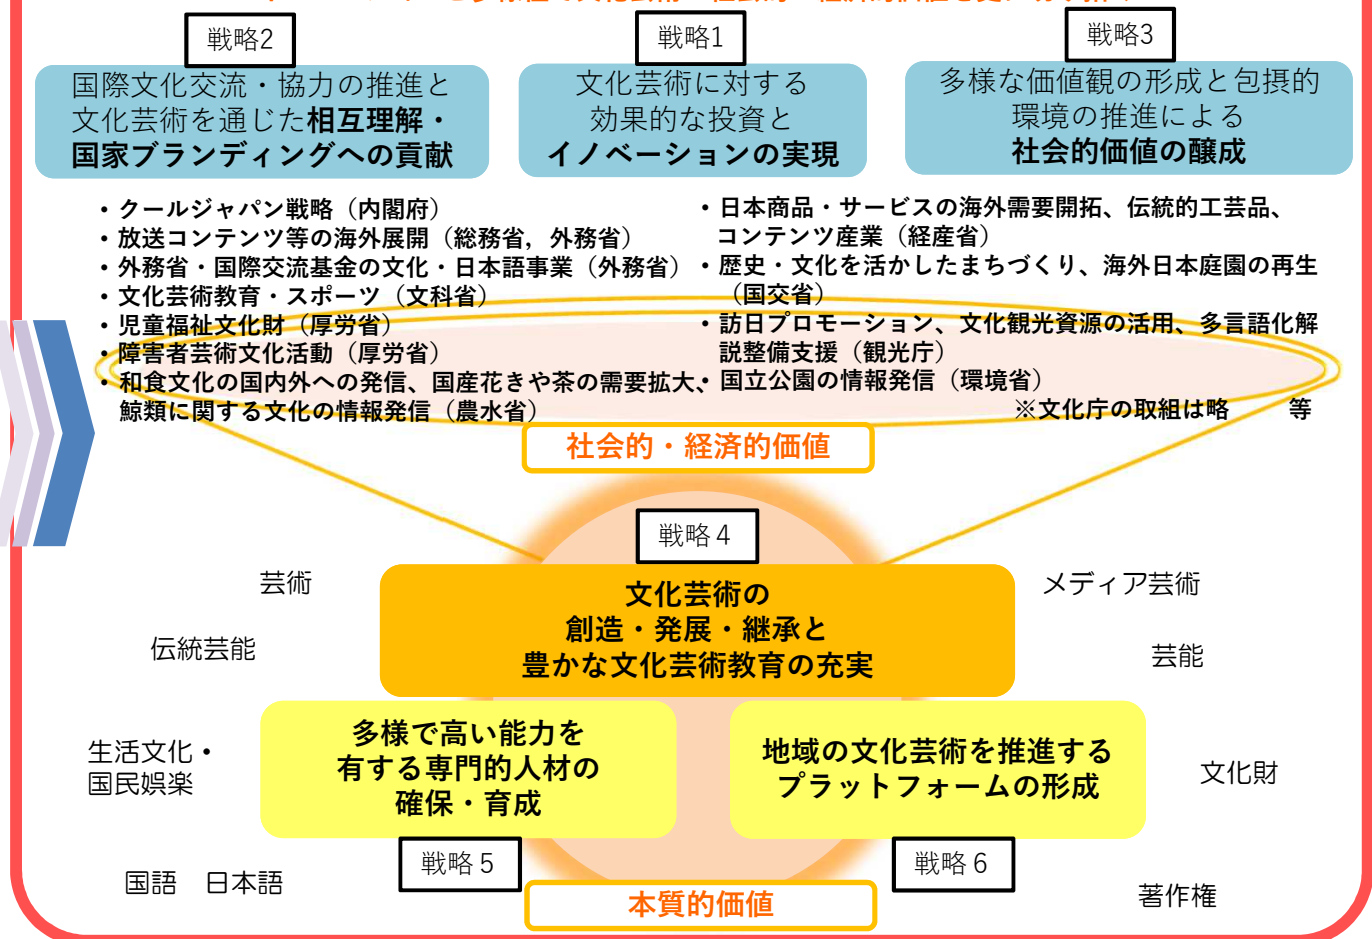 戦略2
国際文化交流・協力の推進と
文化芸術を通じた相互理解・
国家ブランディングへの貢献
戦略1
文化芸術に対する
効果的な投資と
イノベーションの実現
戦略3
多様な価値観の形成と包摂的
環境の推進による
社会的価値の醸成
・クールジャパン戦略（内閣府）
・放送コンテンツ等の海外展開（総務省，外務省）
・外務省・国際交流基金の文化・日本語事業（外務省）
・文化芸術教育・スポーツ（文科省）
・児童福祉文化財（厚労省）
・障害者芸術文化活動（厚労省）
・和食文化の国内外への発信、国産花きや茶の需要拡大、
鯨類に関する文化の情報発信（農水省）
・日本商品・サービスの海外需要開拓、伝統的工芸品、
コンテンツ産業（経産省）
・歴史・文化を活かしたまちづくり、海外日本庭園の再生
（国交省）
・訪日プロモーション、文化観光資源の活用、多言語化解
説整備支援（観光庁）
・国立公園の情報発信（環境省）
※文化庁の取組は略　　等
社会的・経済的価値
戦略４
文化芸術の
創造・発展・継承と
豊かな文化芸術教育の充実
芸術
伝統芸能
生活文化・
国民娯楽
国語　日本語
メディア芸術
芸能
文化財
著作権
多様で高い能力を
有する専門的人材の
確保・育成
戦略５
地域の文化芸術を推進する
プラットフォームの形成
戦略６
本質的価値